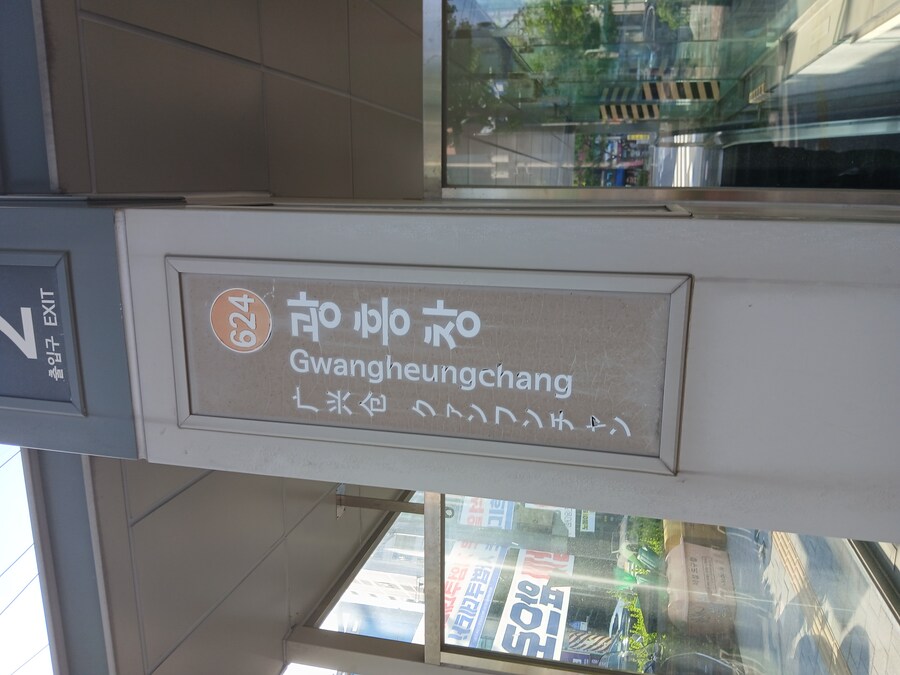 2
출입구 EXIT
624
광흥창
Gwangheungchang
广兴仓 クァンフンチャン